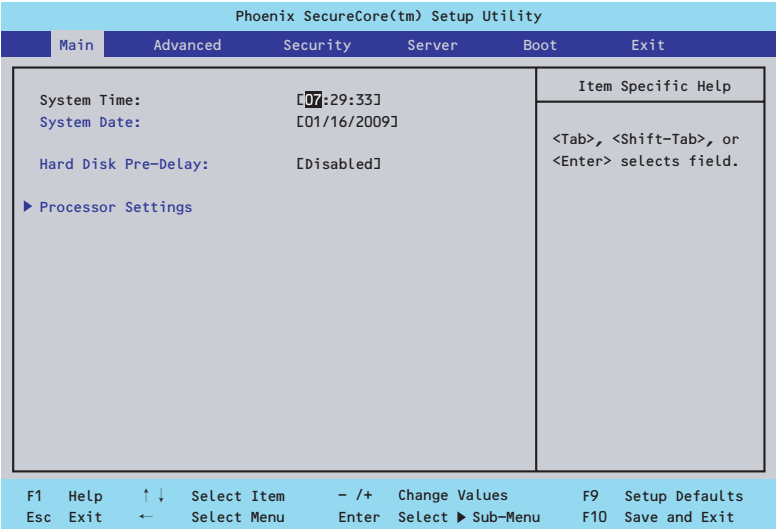 Phoenix SecureCore(tm) Setup Utility
Main Advanced Security Server Boot Exit
Item Specific Help
System Time: [07:29:33]
System Date: [01/16/2009]
<Tab>, <Shift-Tab>, or
<Enter> selects field.
Hard Disk Pre-Delay: [Disabled]
▶ Processor Settings
F1 Help ↑↓ Select Item - /+ Change Values F9 Setup Defaults
Esc Exit ← Select Menu Enter Select ▶ Sub-Menu F10 Save and Exit